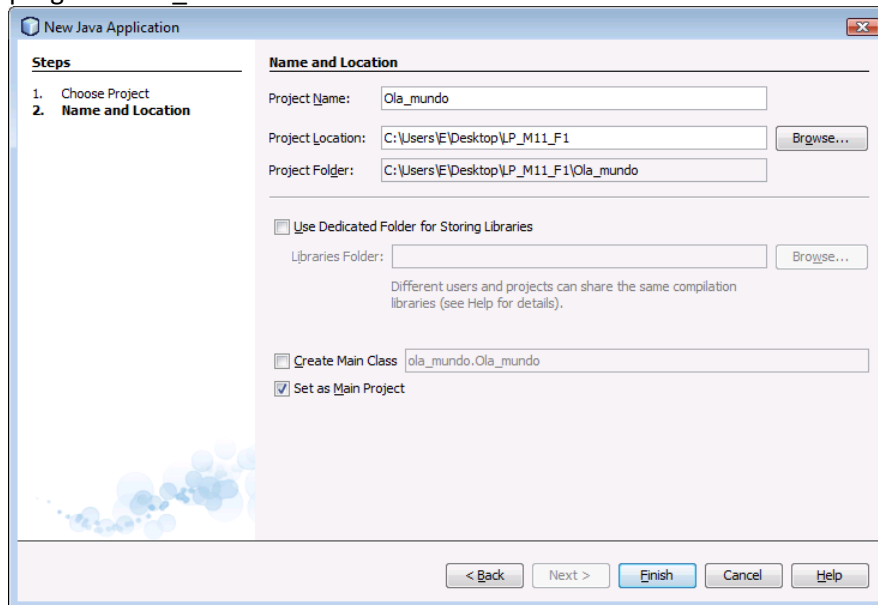 New Java Application
Steps
1. Choose Project
2. Name and Location
Name and Location
Project Name: Ola_mundo
Project Location: C:\Users\E\Desktop\LP_M11_F1 Browse...
Project Folder: C:\Users\E\Desktop\LP_M11_F1\Ola_mundo
Use Dedicated Folder for Storing Libraries
Libraries Folder: Browse...
Different users and projects can share the same compilation
libraries (see Help for details).
Create Main Class ola_mundo.Ola_mundo
Set as Main Project
< Back Next > Finish Cancel Help